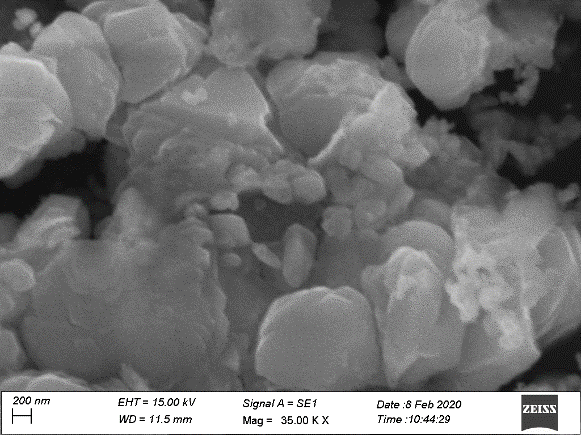 200 nm
EHT = 15.00 kV
WD = 11.5 mm
Signal A = SE1
Mag = 35.00 K X
Date :8 Feb 2020
Time :10:44:29
ZEISS